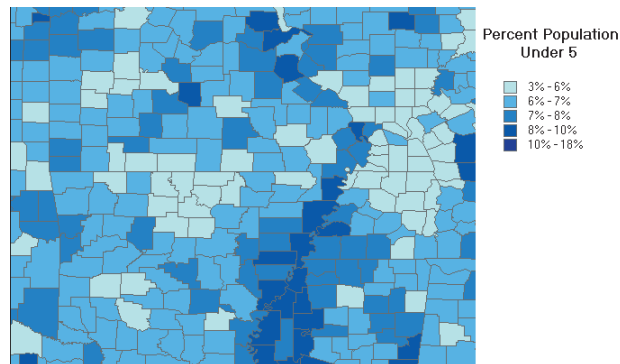 Percent Population
Under 5
3% - 6%
6% - 7%
7% - 8%
8% - 10%
10% - 18%